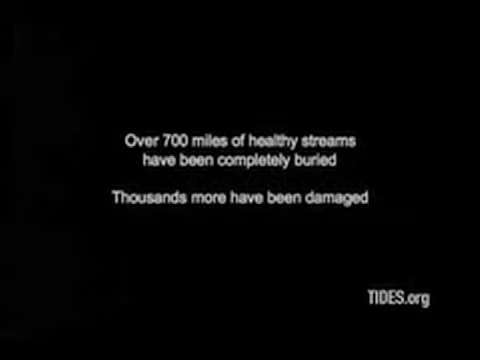 Over 700 miles of healthy streams
have been completely buried
Thousands more have been damaged
TIDES.org